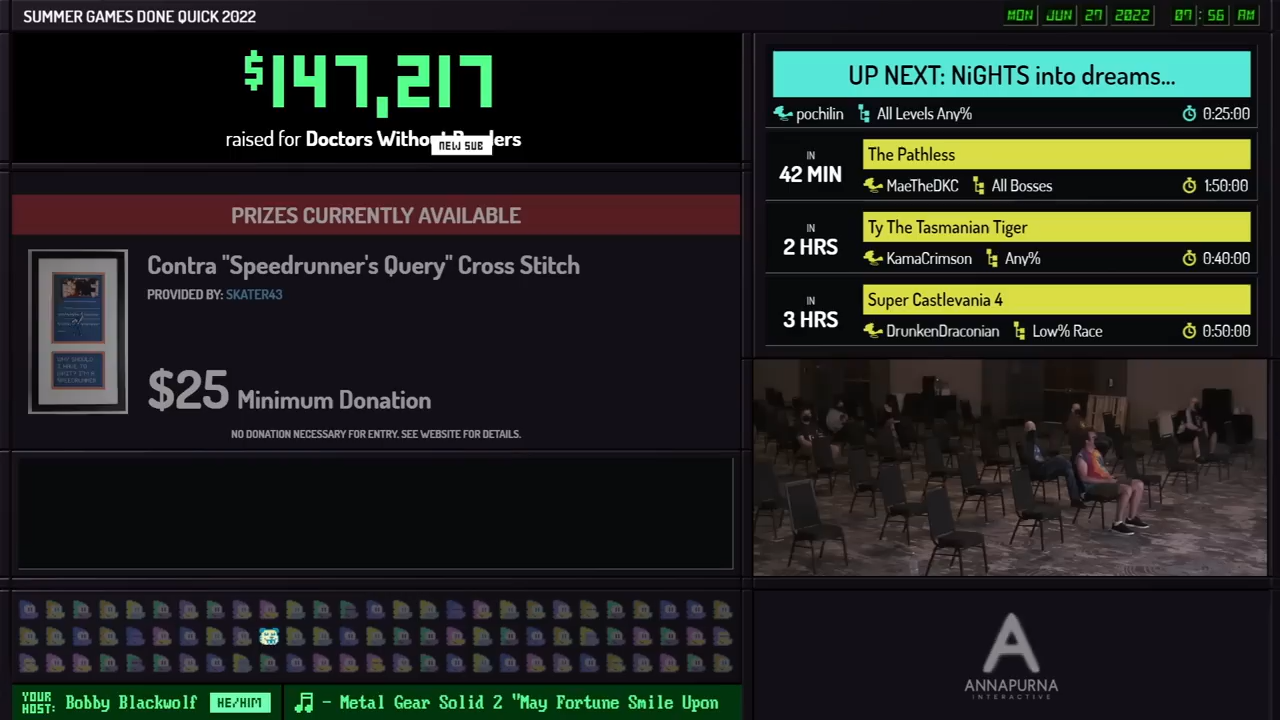 SUMMER GAMES DONE QUICK 2022
MON JUN 27 2022 07:56 AM
$147,217
raised for Doctors Without Borders
NEW SUB
PRIZES CURRENTLY AVAILABLE
Contra "Speedrunner's Query" Cross Stitch
PROVIDED BY: SKATER43
$25 Minimum Donation
NO DONATION NECESSARY FOR ENTRY. SEE WEBSITE FOR DETAILS.
UP NEXT: NiGHTS into dreams...
pochilin All Levels Any% 0:25:00
IN
42 MIN
The Pathless
MaeTheDKC All Bosses 1:50:00
IN
2 HRS
Ty The Tasmanian Tiger
KamaCrimson Any% 0:40:00
IN
3 HRS
Super Castlevania 4
DrunkenDraconian Low% Race 0:50:00
A
ANNAPURNA
INTERACTIVE
YOUR HOST: Bobby Blackwolf HE/HIM
- Metal Gear Solid 2 "May Fortune Smile Upon